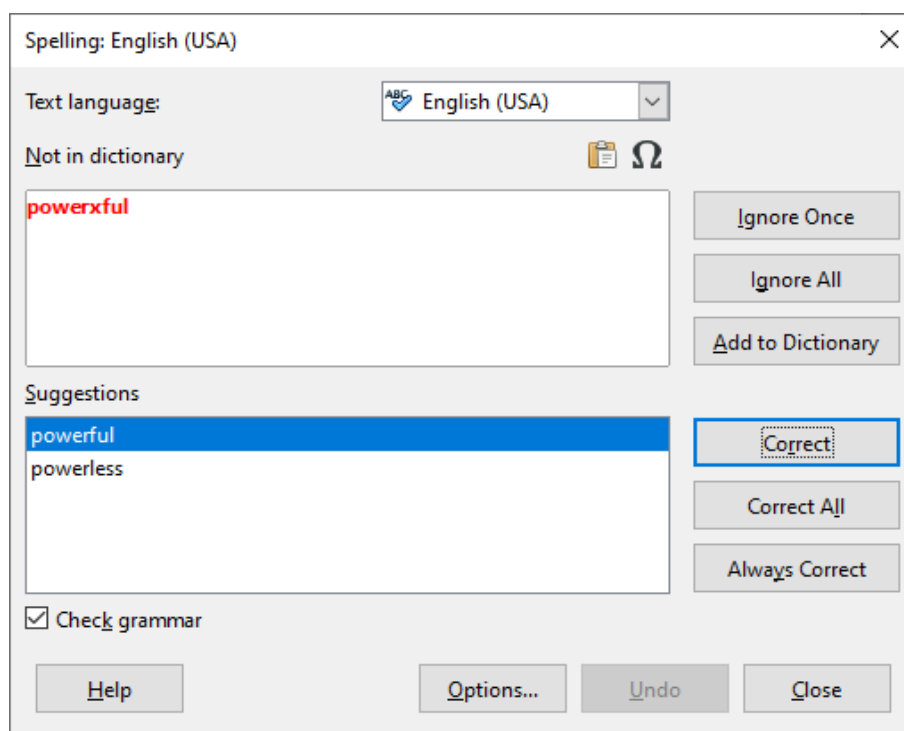 Spelling: English (USA)
Text language:
ABC English (USA)
Not in dictionary
Ω
powerxful
Ignore Once
Ignore All
Add to Dictionary
Suggestions
powerful
powerless
Correct
Correct All
Always Correct
Check grammar
Help Options... Undo Close